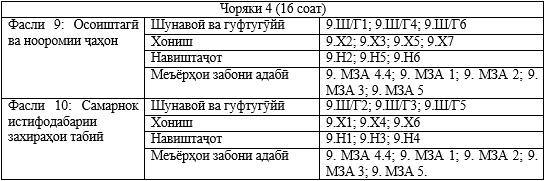 Чоряки 4 (16 соат)
Фасли 9: Осоиштагӣ ва ноороmии ҷаҳон
Шунавоӣ ва гуфтугӯйӣ 9.Ш/Г1; 9.Ш/Г4; 9.Ш/Г6
Хониш 9.Х2; 9.Х3; 9.Х5; 9.Х7
Навиштаҷот 9.Н2; 9.Н5; 9.Н6
Меъёрҳои забони адабӣ 9. МЗА 4.4; 9. МЗА 1; 9. МЗА 2; 9. МЗА 3; 9. МЗА 5
Фасли 10: Самарнок истифодабарии захираҳои табиӣ
Шунавоӣ ва гуфтугӯйӣ 9.Ш/Г2; 9.Ш/Г3; 9.Ш/Г5
Хониш 9.Х1; 9.Х4; 9.Х6
Навиштаҷот 9.Н1; 9.Н3; 9.Н4
Меъёрҳои забони адабӣ 9. МЗА 4.4; 9. МЗА 1; 9. МЗА 2; 9. МЗА 3; 9. МЗА 5.